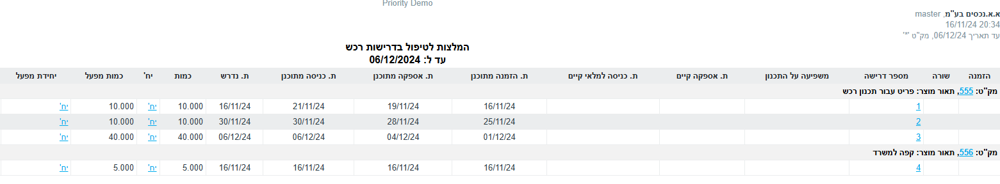 Priority Demo
א.א.נכסים בע"מ, master
16/11/24 20:34
עד תאריך 06/12/24, מק"ט '*'
המלצות לטיפול בדרישות רכש
עד ל: 06/12/2024
הזמנה שורה מספר דרישה משפיעה על התכנון ת. אספקה קיים ת. כניסה למלאי קיים ת. הזמנה מתוכנן ת. אספקה מתוכנן ת. כניסה מתוכנן ת. נדרש כמות יח' כמות מפעל יחידת מפעל
מק"ט: 555, תאור מוצר: פריט עבור תכנון רכש
1 16/11/24 19/11/24 21/11/24 16/11/24 10.000 יח' 10.000 יח'
2 25/11/24 28/11/24 30/11/24 30/11/24 10.000 יח' 10.000 יח'
3 01/12/24 04/12/24 06/12/24 06/12/24 40.000 יח' 40.000 יח'
מק"ט: 556, תאור מוצר: קפה למשרד
4 16/11/24 16/11/24 16/11/24 16/11/24 5.000 יח' 5.000 יח'